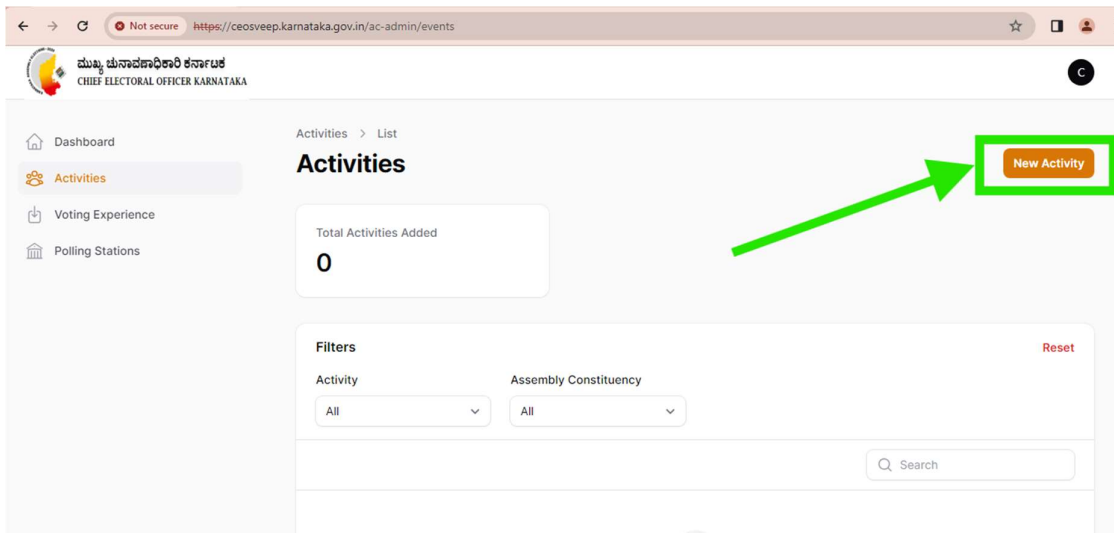 Not secure https://ceosveep.karnataka.gov.in/ac-admin/events
ಮುಖ್ಯ ಚುನಾವಣಾಧಿಕಾರಿ ಕರ್ನಾಟಕ
CHIEF ELECTORAL OFFICER KARNATAKA
C
Dashboard
Activities
Voting Experience
Polling Stations
Activities > List
Activities
New Activity
Total Activities Added
0
Filters
Reset
Activity
Assembly Constituency
All
All
Search